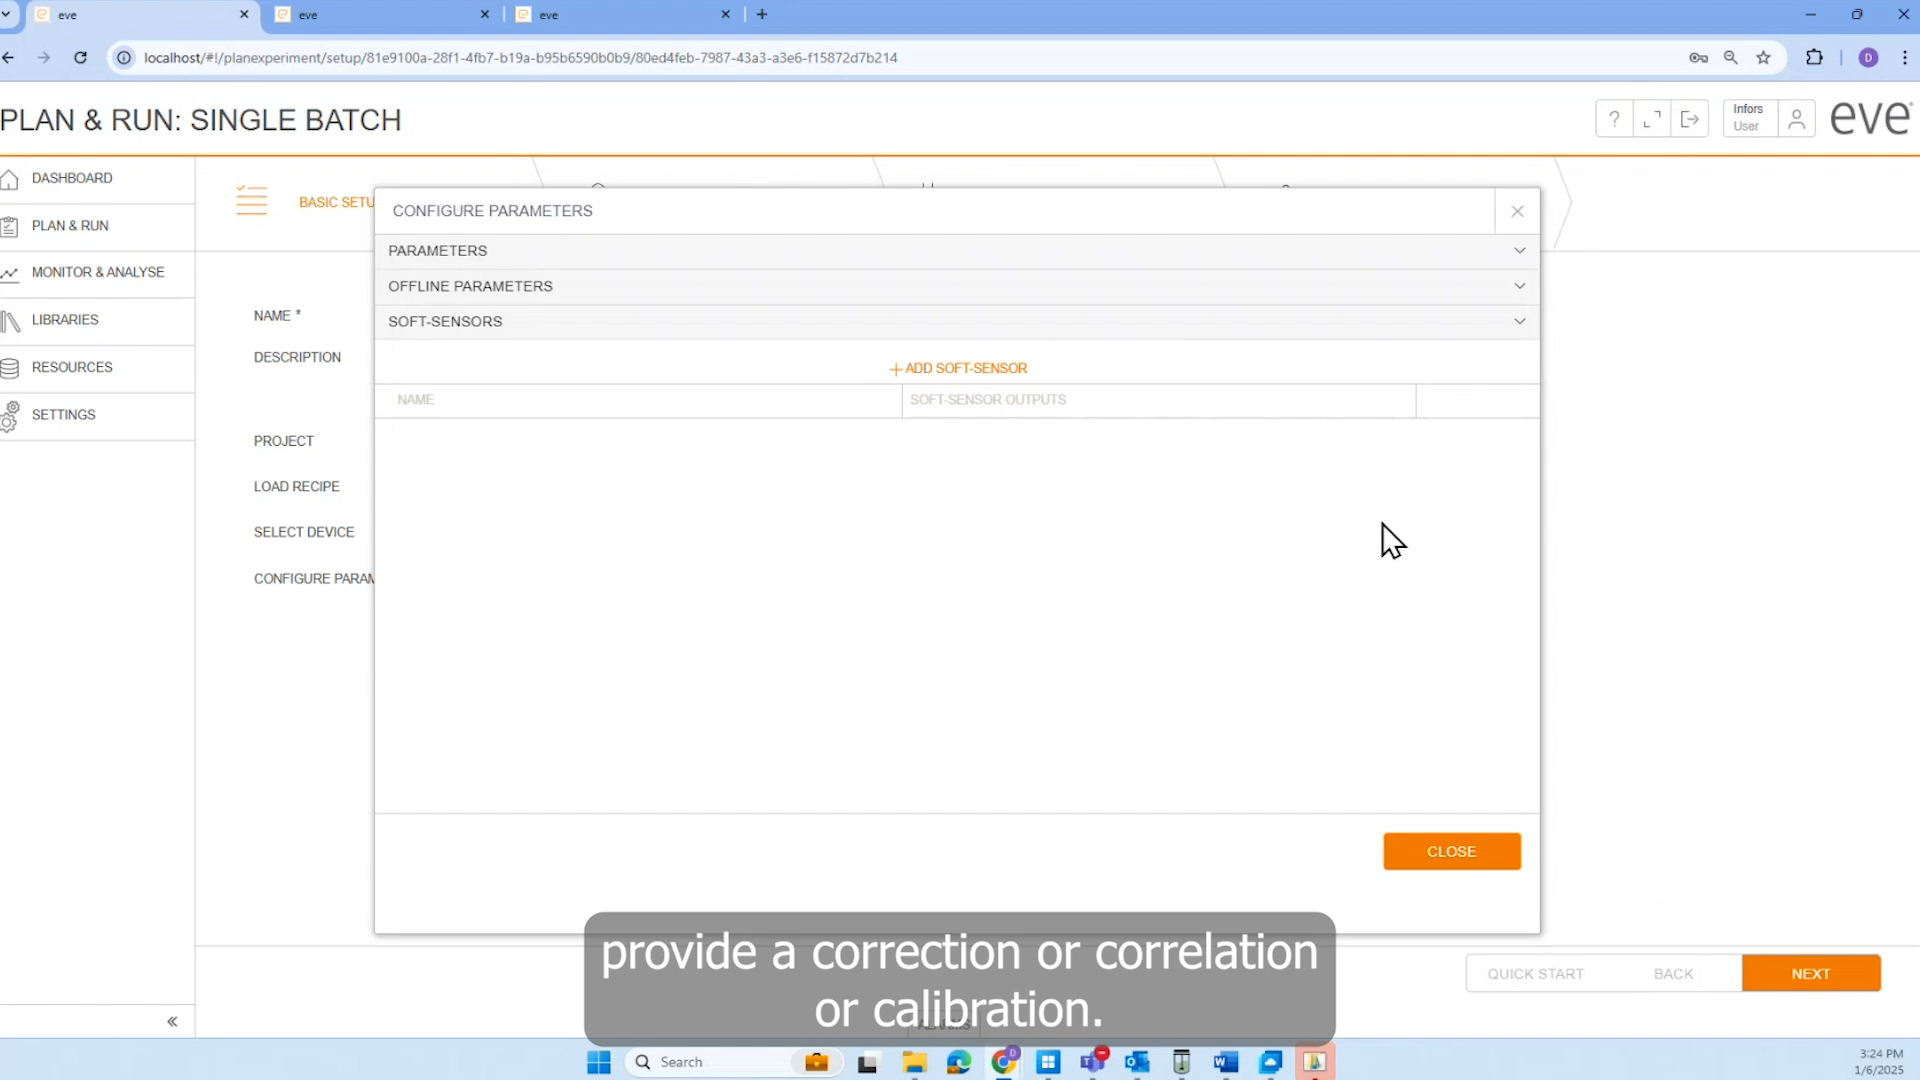 eve
eve
eve
localhost/#!/planexperiment/setup/81e9100a-28f1-4fb7-b19a-b95b6590b0b9/80ed4feb-7987-43a3-a3e6-f15872d7b214
D
PLAN & RUN: SINGLE BATCH
?
Infors
User
eve
DASHBOARD
PLAN & RUN
MONITOR & ANALYSE
LIBRARIES
RESOURCES
SETTINGS
BASIC SETU
NAME *
DESCRIPTION
PROJECT
LOAD RECIPE
SELECT DEVICE
CONFIGURE PARAM
CONFIGURE PARAMETERS
PARAMETERS
OFFLINE PARAMETERS
SOFT-SENSORS
ADD SOFT-SENSOR
NAME
SOFT-SENSOR OUTPUTS
CLOSE
QUICK START
BACK
NEXT
provide a correction or correlation
or calibration.
Search
3:24 PM
1/6/2025